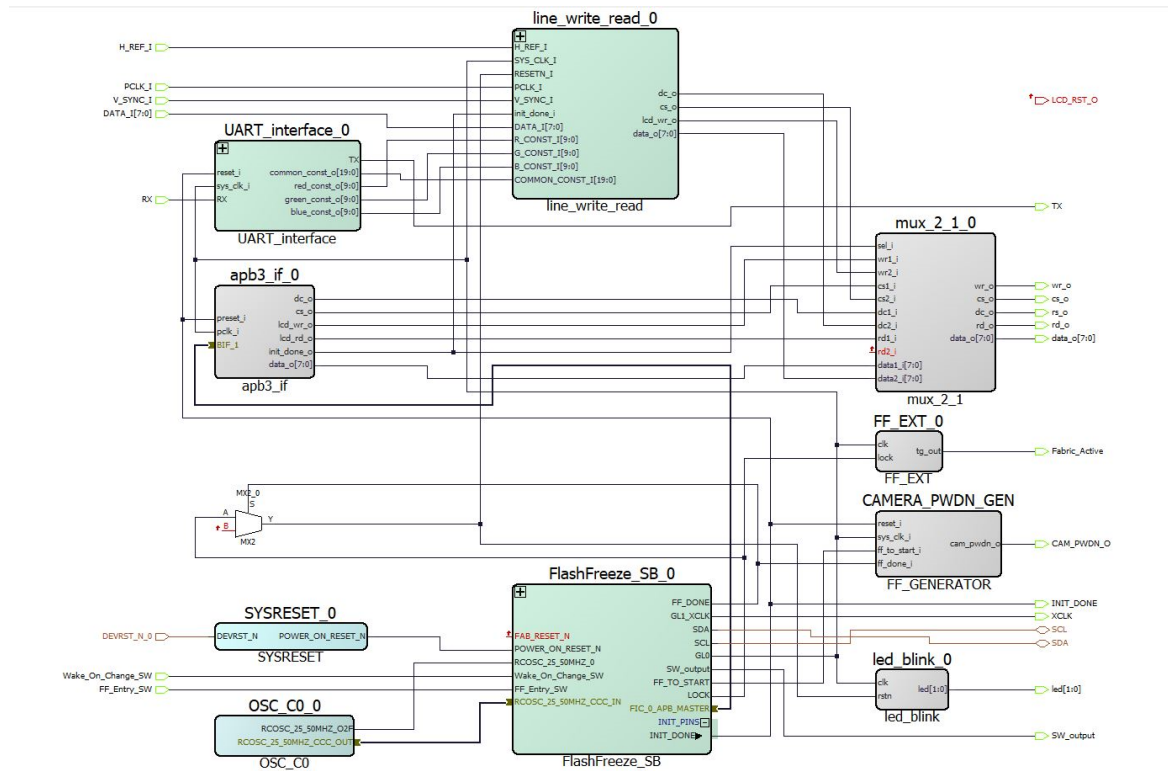 line_write_read_0
H_REF_I
PCLK_I
V_SYNC_I
DATA_I[7:0]
H_REF_I
SYS_CLK_I
RESETN_I
PCLK_I
V_SYNC_I
init_done_i
DATA_I[7:0]
R_CONST_I[9:0]
G_CONST_I[9:0]
B_CONST_I[9:0]
COMMON_CONST_I[19:0]
dc_o
cs_o
lcd_wr_o
data_o[7:0]
line_write_read
LCD_RST_O
UART_interface_0
RX
reset_i
sys_clk_i
RX
TX
common_const_o[19:0]
red_const_o[9:0]
green_const_o[9:0]
blue_const_o[9:0]
UART_interface
TX
mux_2_1_0
sel_i
wr1_i
wr2_i
cs1_i
cs2_i
dc1_i
dc2_i
rd1_i
rd2_i
data1_i[7:0]
data2_i[7:0]
wr_o
cs_o
dc_o
rd_o
data_o[7:0]
mux_2_1
wr_o
cs_o
rs_o
rd_o
data_o[7:0]
apb3_if_0
preset_i
pclk_i
BIF_1
dc_o
cs_o
lcd_wr_o
lcd_rd_o
init_done_o
data_o[7:0]
apb3_if
FF_EXT_0
clk
lock
tg_out
FF_EXT
Fabric_Active
MX2_0
S
A
B
Y
MX2
CAMERA_PWDN_GEN
reset_i
sys_clk_i
ff_to_start_i
ff_done_i
cam_pwdn_o
FF_GENERATOR
CAM_PWDN_O
FlashFreeze_SB_0
FAB_RESET_N
POWER_ON_RESET_N
RCOSC_25_50MHZ_0
Wake_On_Change_SW
FF_Entry_SW
RCOSC_25_50MHZ_CCC_IN
FF_DONE
GL1_XCLK
SDA
SCL
GL0
SW_output
FF_TO_START
LOCK
FIC_0_APB_MASTER
INIT_PINS
INIT_DONE
FlashFreeze_SB
INIT_DONE
XCLK
SCL
SDA
SYSRESET_0
DEVRST_N_0
DEVRST_N
POWER_ON_RESET_N
SYSRESET
Wake_On_Change_SW
FF_Entry_SW
OSC_C0_0
RCOSC_25_50MHZ_O2F
RCOSC_25_50MHZ_CCC_OUT
OSC_C0
led_blink_0
clk
rstn
led[1:0]
led_blink
led[1:0]
SW_output